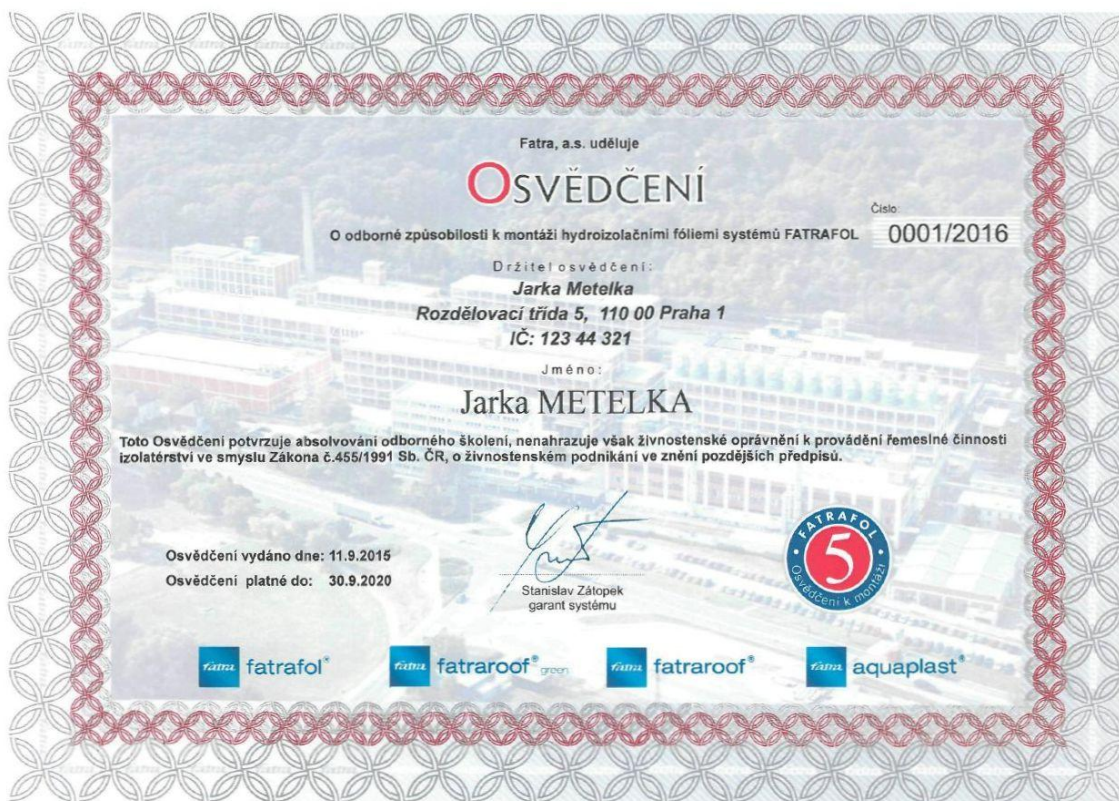 Fatra, a.s. uděluje
OSVĚDČENÍ
Číslo:
O odborné způsobilosti k montáži hydroizolačními fóliemi systémů FATRAFOL
0001/2016
Držitel osvědčení:
Jarka Metelka
Rozdělovací třída 5, 110 00 Praha 1
IČ: 123 44 321
Jméno:
Jarka METELKA
Toto Osvědčení potvrzuje absolvování odborného školení, nenahrazuje však živnostenské oprávnění k provádění řemeslné činnosti
izolatérství ve smyslu Zákona č.455/1991 Sb. ČR, o živnostenském podnikání ve znění pozdějších předpisů.
Osvědčení vydáno dne: 11.9.2015
Osvědčení platné do: 30.9.2020
Stanislav Zátopek
garant systému
FATRAFOL
5
Osvědčení k montáži
fatra fatrafol®
fatra fatraroof® green
fatra fatraroof®
fatra aquaplast®